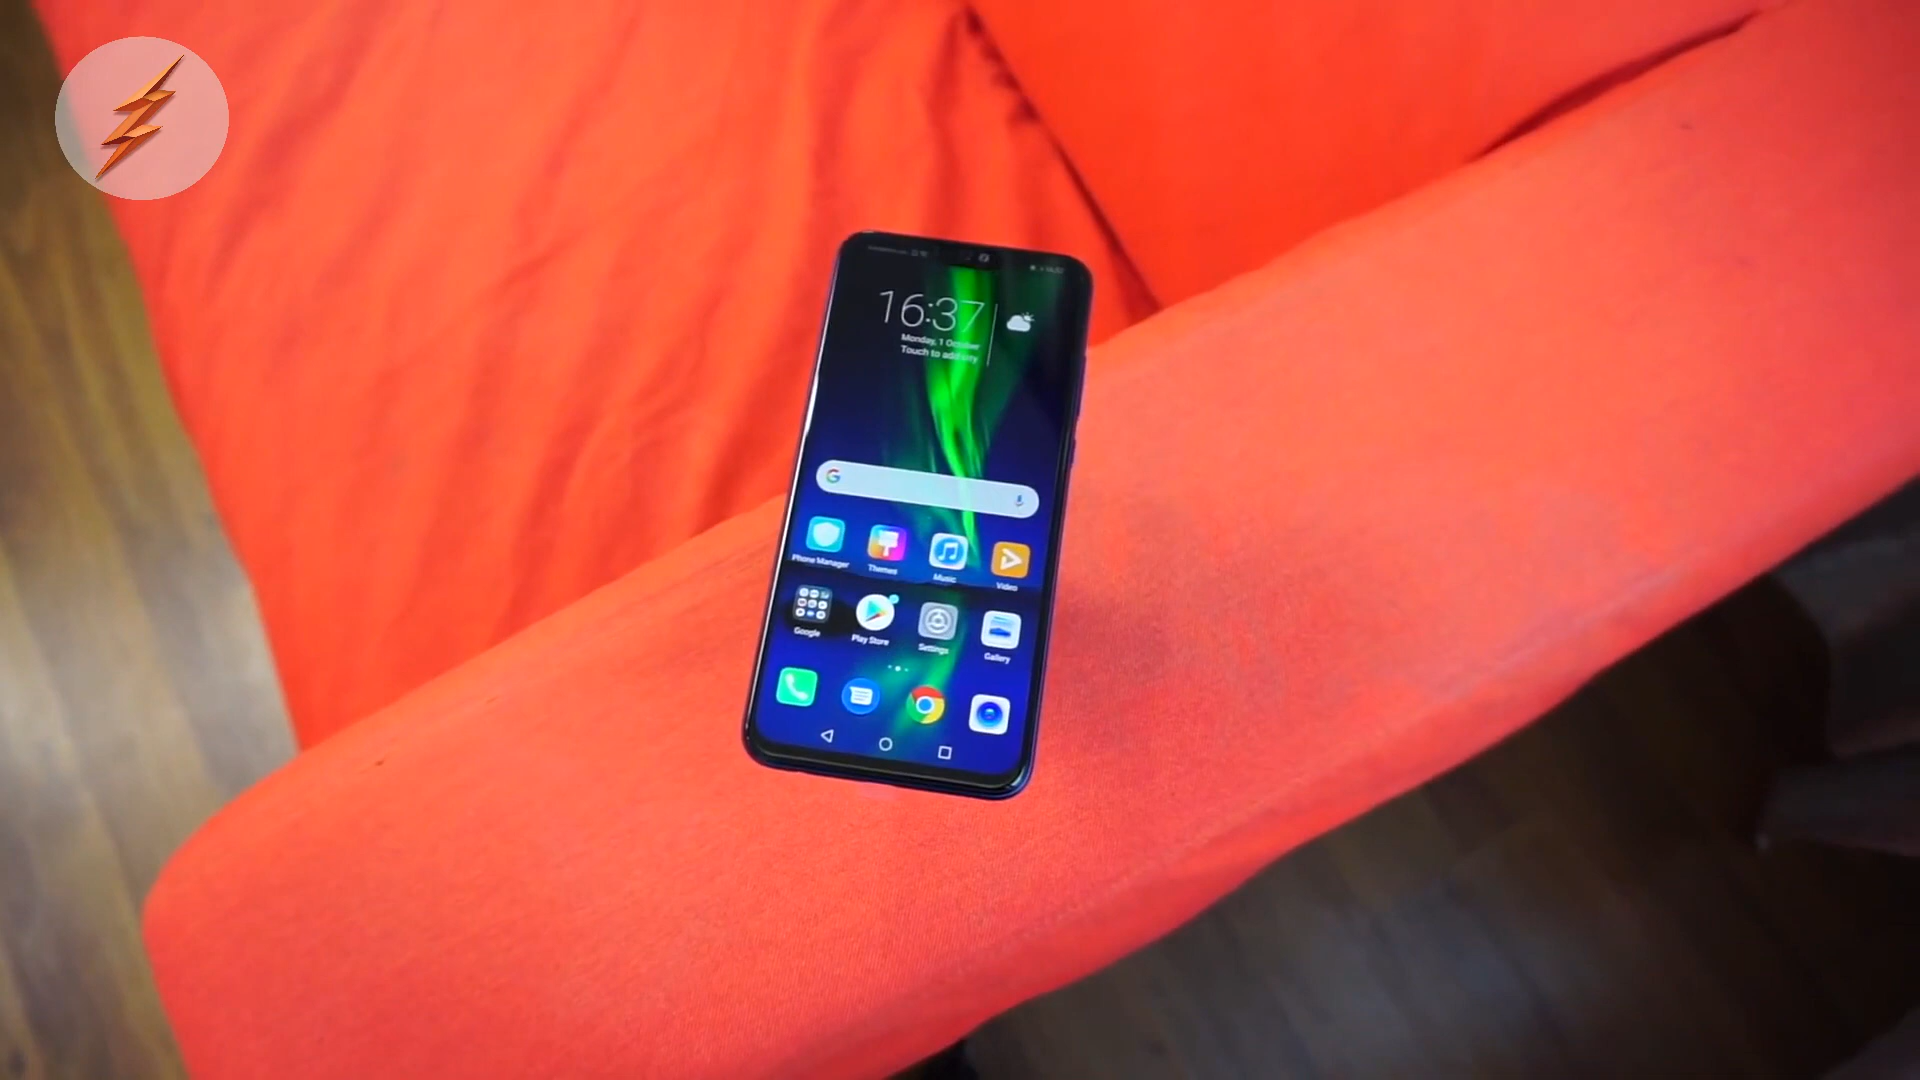 16:37
Monday, 1 October
Touch to add city
Phone Manager
Themes
Music
Video
Google
Play Store
Settings
Gallery